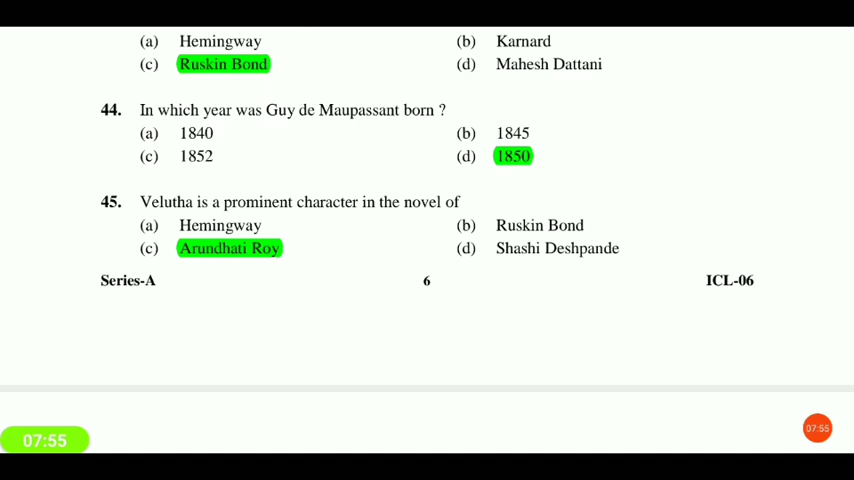 (a) Hemingway (b) Karnard
(c) Ruskin Bond (d) Mahesh Dattani
44. In which year was Guy de Maupassant born ?
(a) 1840 (b) 1845
(c) 1852 (d) 1850
45. Velutha is a prominent character in the novel of
(a) Hemingway (b) Ruskin Bond
(c) Arundhati Roy (d) Shashi Deshpande
Series-A 6 ICL-06
07:55 07:55